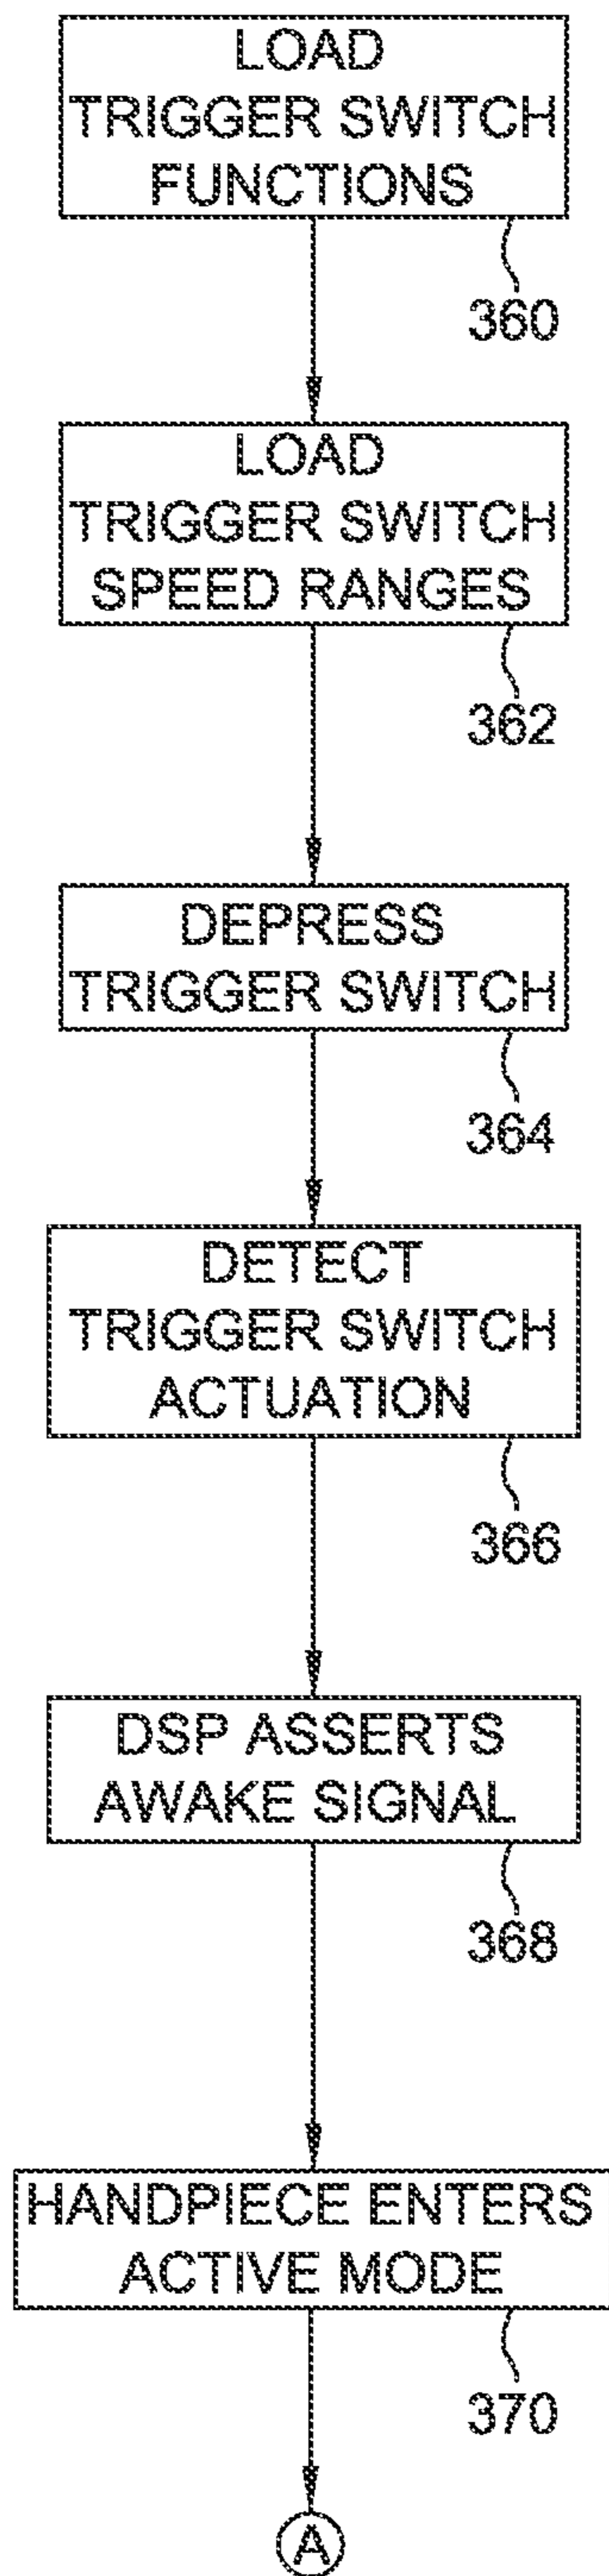 LOAD
TRIGGER SWITCH
FUNCTIONS
360
LOAD
TRIGGER SWITCH
SPEED RANGES
362
DEPRESS
TRIGGER SWITCH
364
DETECT
TRIGGER SWITCH
ACTUATION
366
DSP ASSERTS
AWAKE SIGNAL
368
HANDPIECE ENTERS
ACTIVE MODE
370
A